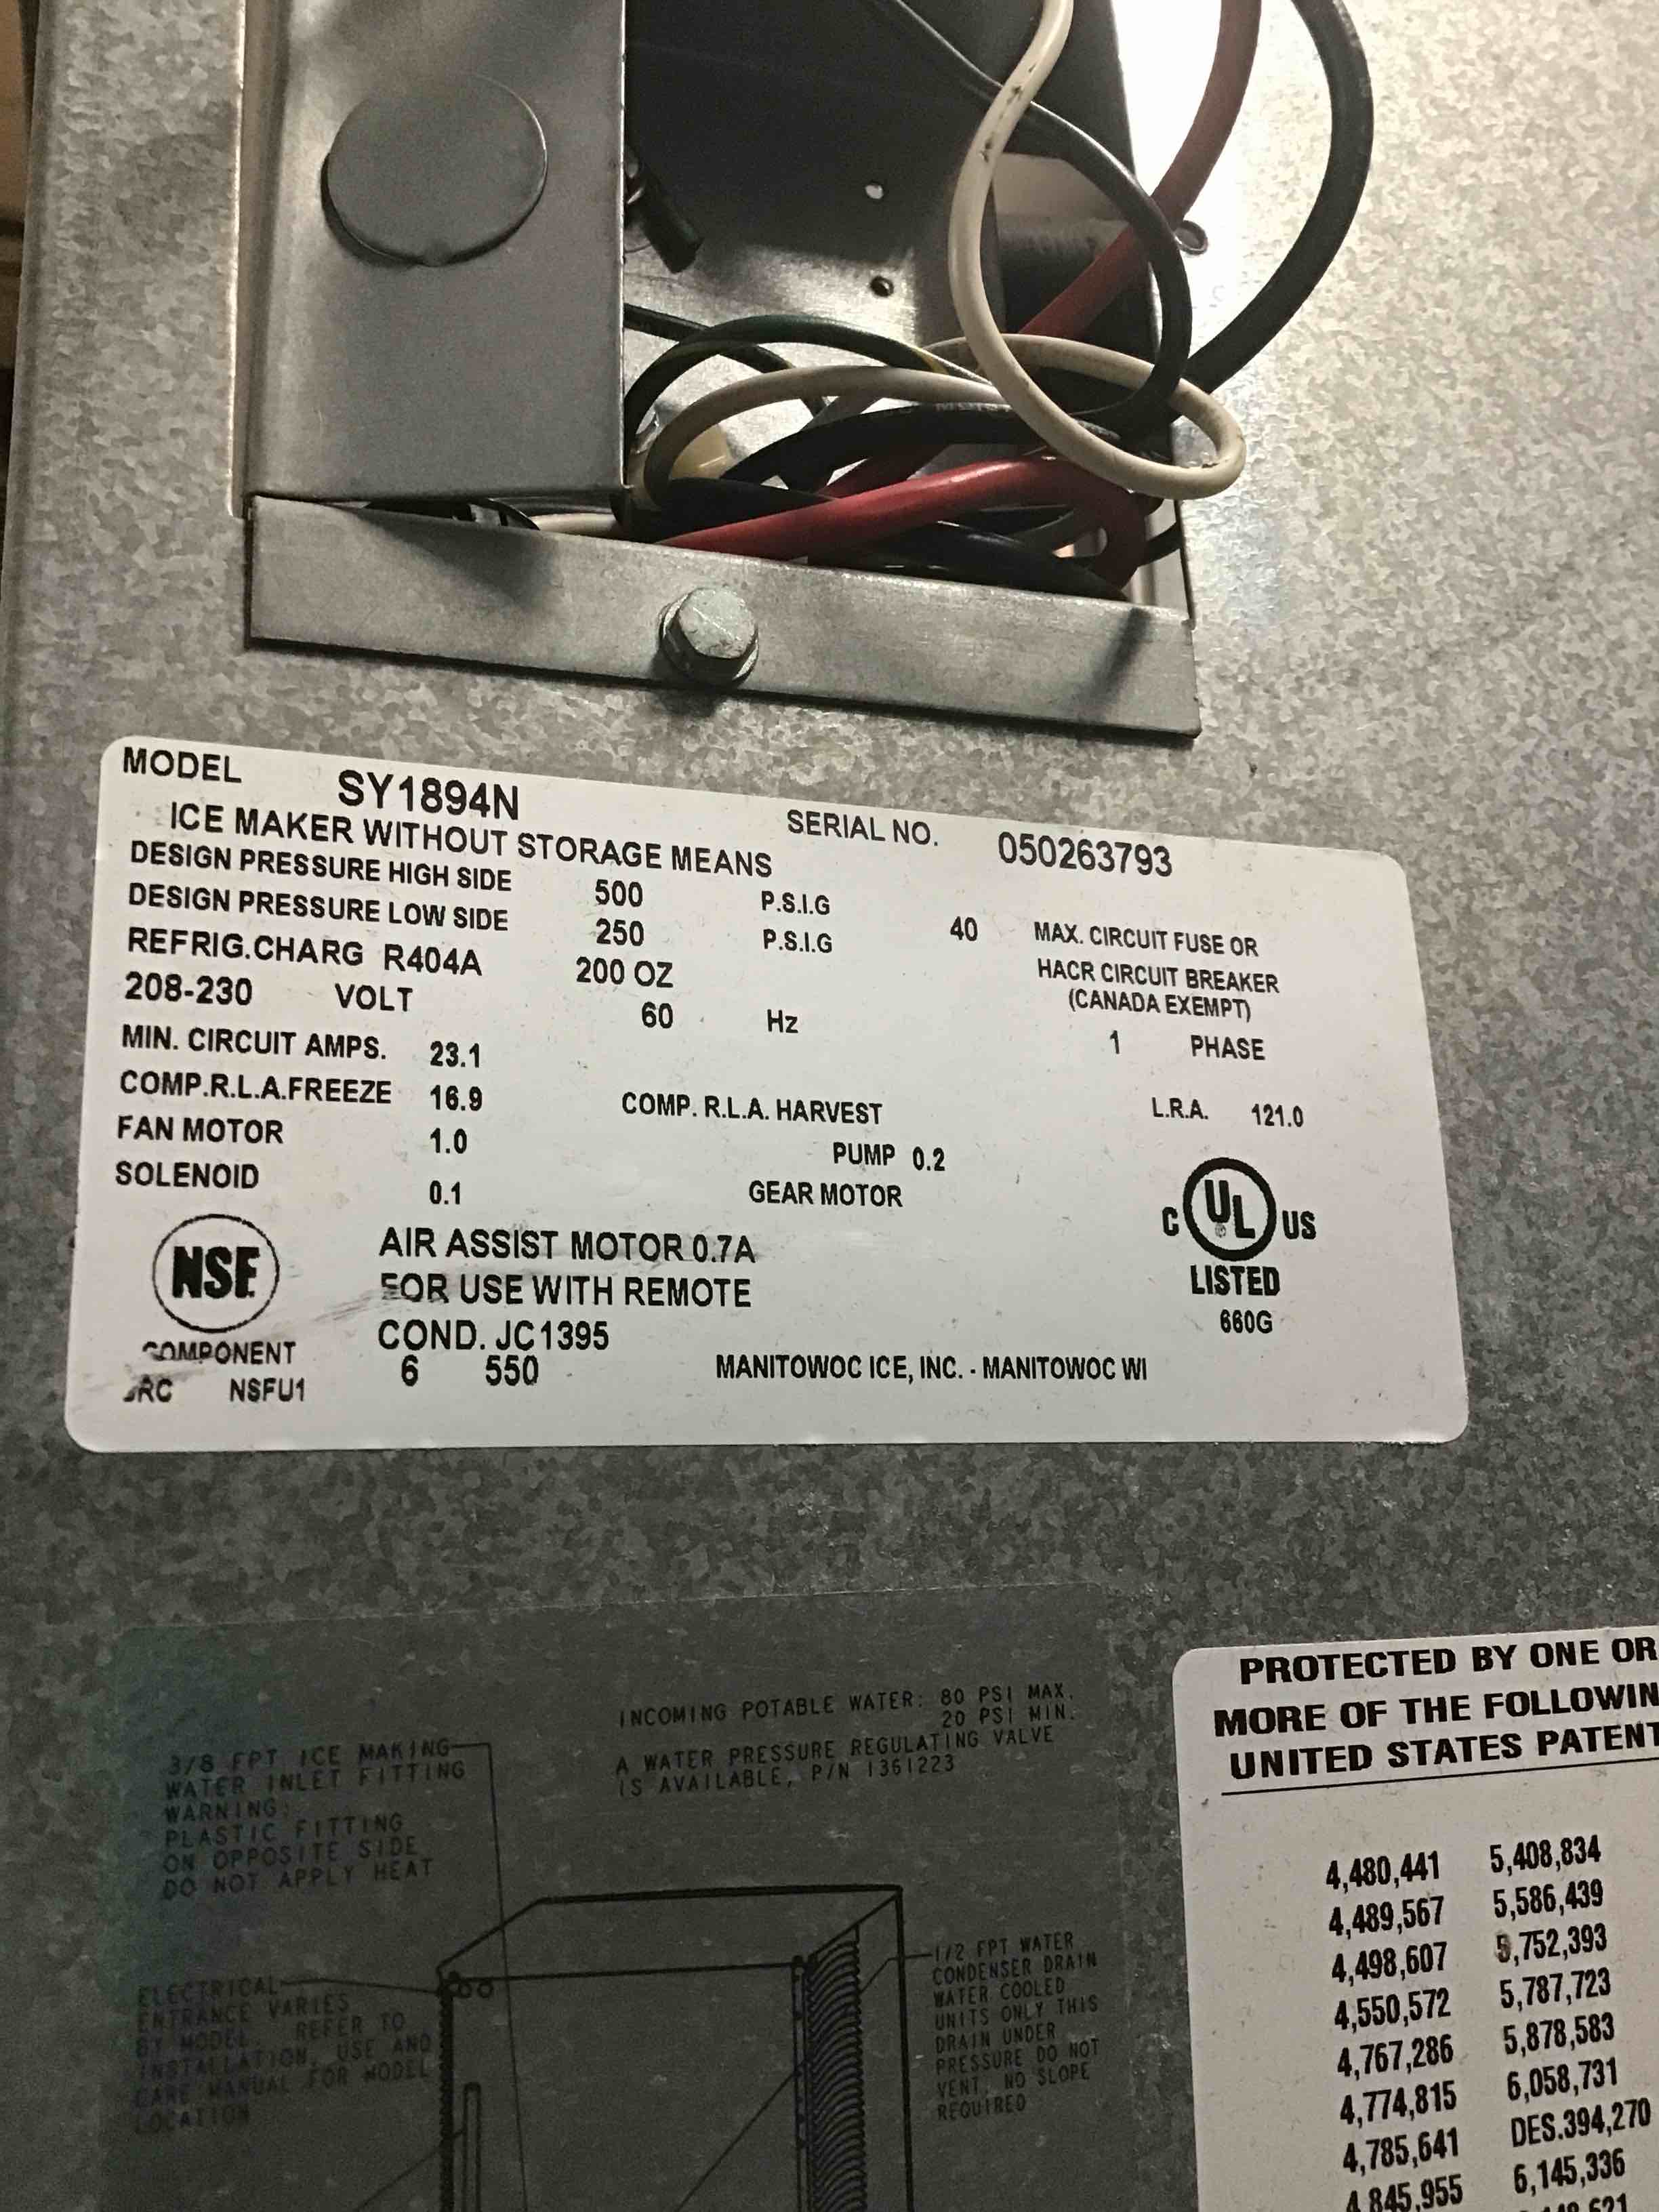 MODEL SY1894N SERIAL NO. 050263793
ICE MAKER WITHOUT STORAGE MEANS
DESIGN PRESSURE HIGH SIDE 500 P.S.I.G
DESIGN PRESSURE LOW SIDE 250 P.S.I.G
40 MAX. CIRCUIT FUSE OR
HACR CIRCUIT BREAKER
(CANADA EXEMPT)
REFRIG.CHARG R404A 200 OZ
208-230 VOLT 60 Hz 1 PHASE
MIN. CIRCUIT AMPS. 23.1
COMP.R.L.A.FREEZE 16.9 COMP. R.L.A. HARVEST L.R.A. 121.0
FAN MOTOR 1.0 PUMP 0.2
SOLENOID 0.1 GEAR MOTOR
NSF
COMPONENT
NSFU1
AIR ASSIST MOTOR 0.7A
FOR USE WITH REMOTE
COND. JC1395
6 550
MANITOWOC ICE, INC. - MANITOWOC WI
C UL US
LISTED
660G
INCOMING POTABLE WATER: 80 PSI MAX.
20 PSI MIN.
A WATER PRESSURE REGULATING VALVE
IS AVAILABLE, P/N 1361223
3/8 FPT ICE MAKING
WATER INLET FITTING
WARNING:
PLASTIC FITTING
ON OPPOSITE SIDE
DO NOT APPLY HEAT
ELECTRICAL
ENTRANCE VARIES
BY MODEL. REFER TO
INSTALLATION, USE AND
CARE MANUAL FOR MODEL
LOCATION
1/2 FPT WATER
CONDENSER DRAIN
WATER COOLED
UNITS ONLY THIS
DRAIN UNDER
PRESSURE DO NOT
VENT. NO SLOPE
REQUIRED
PROTECTED BY ONE OR
MORE OF THE FOLLOWIN
UNITED STATES PATENT
4,480,441 5,408,834
4,489,567 5,586,439
4,498,607 5,752,393
4,550,572 5,787,723
4,767,286 5,878,583
4,774,815 6,058,731
4,785,641 DES.394,270
4,845,955 6,145,336